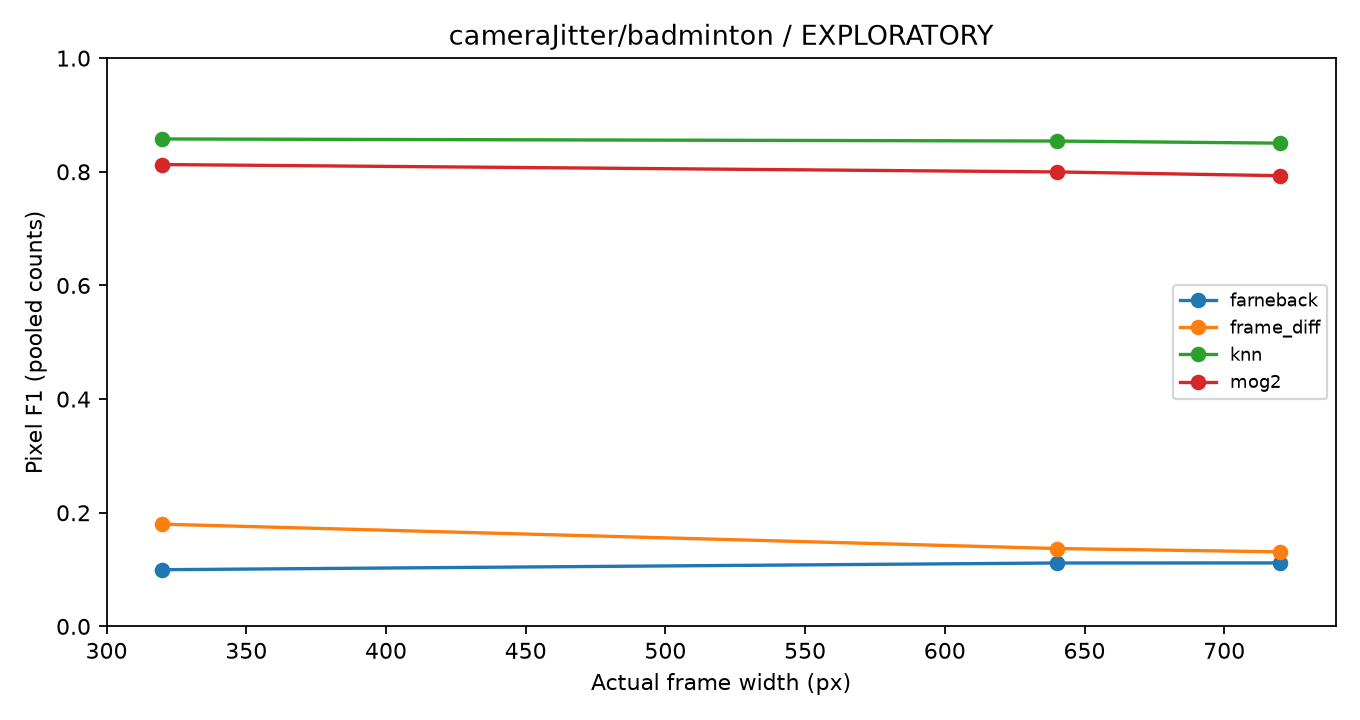 cameraJitter/badminton / EXPLORATORY
Pixel F1 (pooled counts)
1.0
0.8
0.6
0.4
0.2
0.0
farneback
frame_diff
knn
mog2
300 350 400 450 500 550 600 650 700
Actual frame width (px)